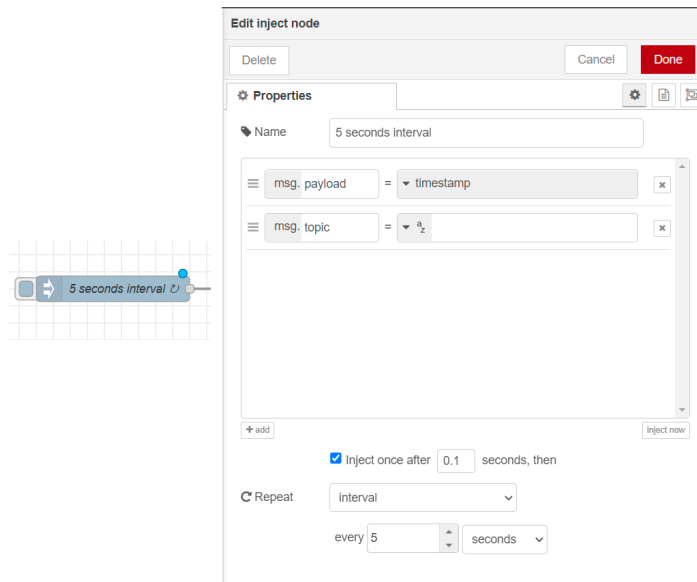 Edit inject node
Delete
Cancel
Done
Properties
Name
5 seconds interval
msg. payload = timestamp
msg. topic = a z
5 seconds interval ↻
+ add
inject now
Inject once after 0.1 seconds, then
Repeat
interval
every 5 seconds